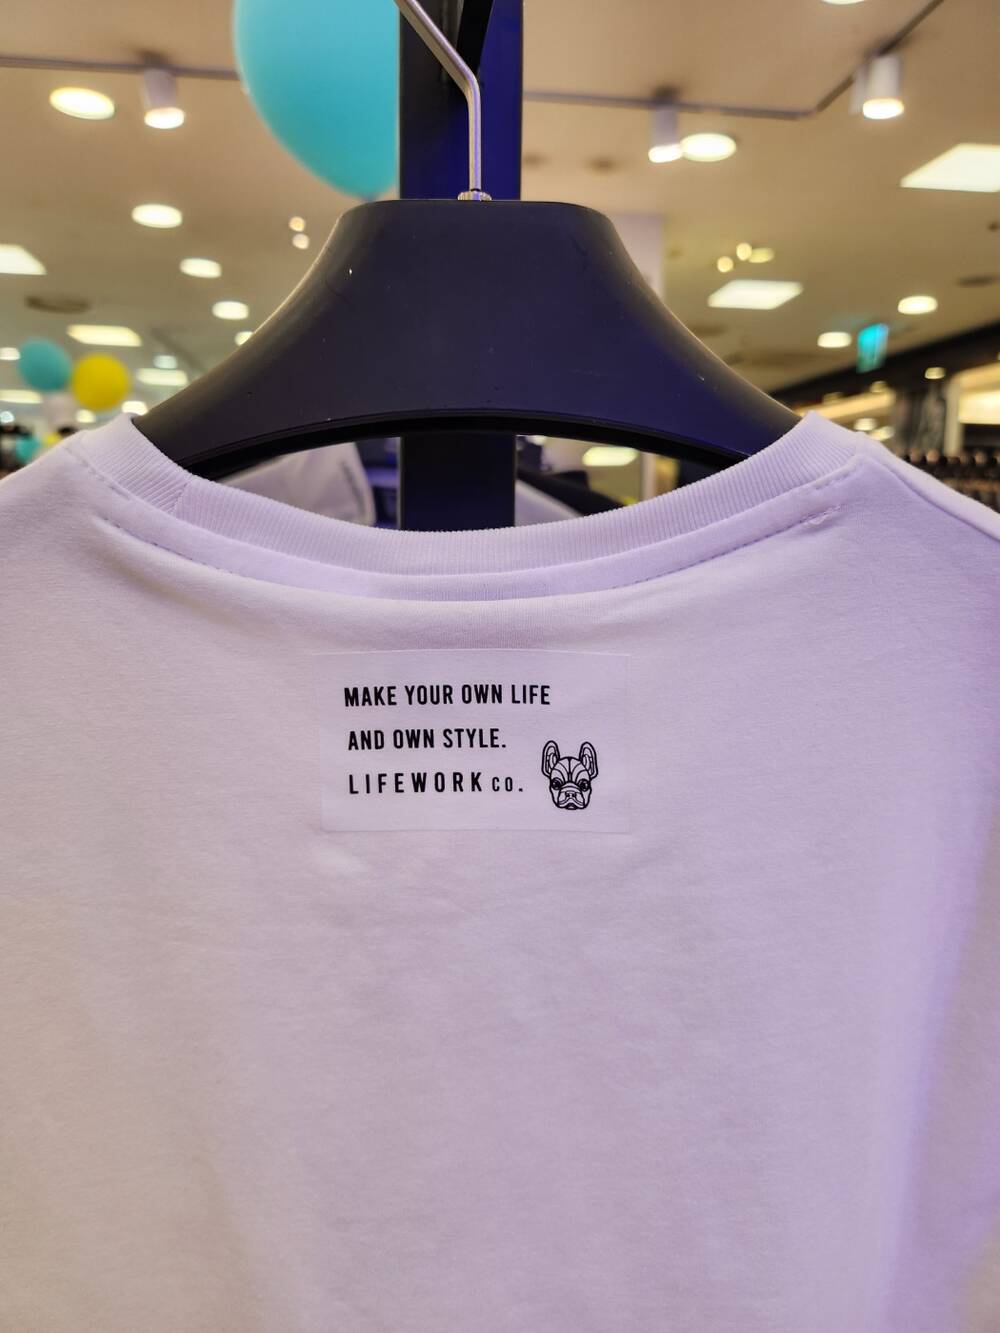 MAKE YOUR OWN LIFE
AND OWN STYLE.
LIFEWORK CO.